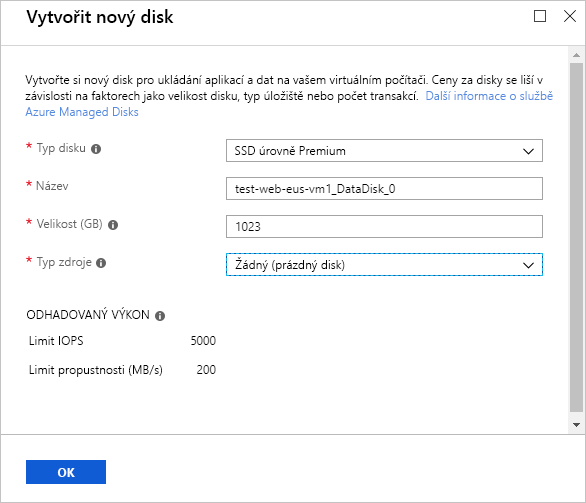 Vytvořit nový disk
Vytvořte si nový disk pro ukládání aplikací a dat na vašem virtuálním počítači. Ceny za disky se liší v
závislosti na faktorech jako velikost disku, typ úložiště nebo počet transakcí. Další informace o službě
Azure Managed Disks
* Typ disku
SSD úrovně Premium
* Název
test-web-eus-vm1_DataDisk_0
* Velikost (GB)
1023
* Typ zdroje
Žádný (prázdný disk)
ODHADOVANÝ VÝKON
Limit IOPS 5000
Limit propustnosti (MB/s) 200
OK